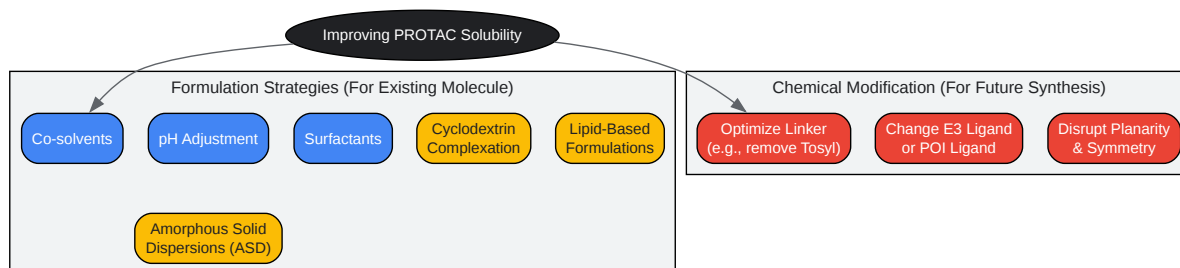 Improving PROTAC Solubility
Formulation Strategies (For Existing Molecule)
Co-solvents
pH Adjustment
Surfactants
Cyclodextrin
Complexation
Lipid-Based
Formulations
Amorphous Solid
Dispersions (ASD)
Chemical Modification (For Future Synthesis)
Optimize Linker
(e.g., remove Tosyl)
Change E3 Ligand
or POI Ligand
Disrupt Planarity
& Symmetry